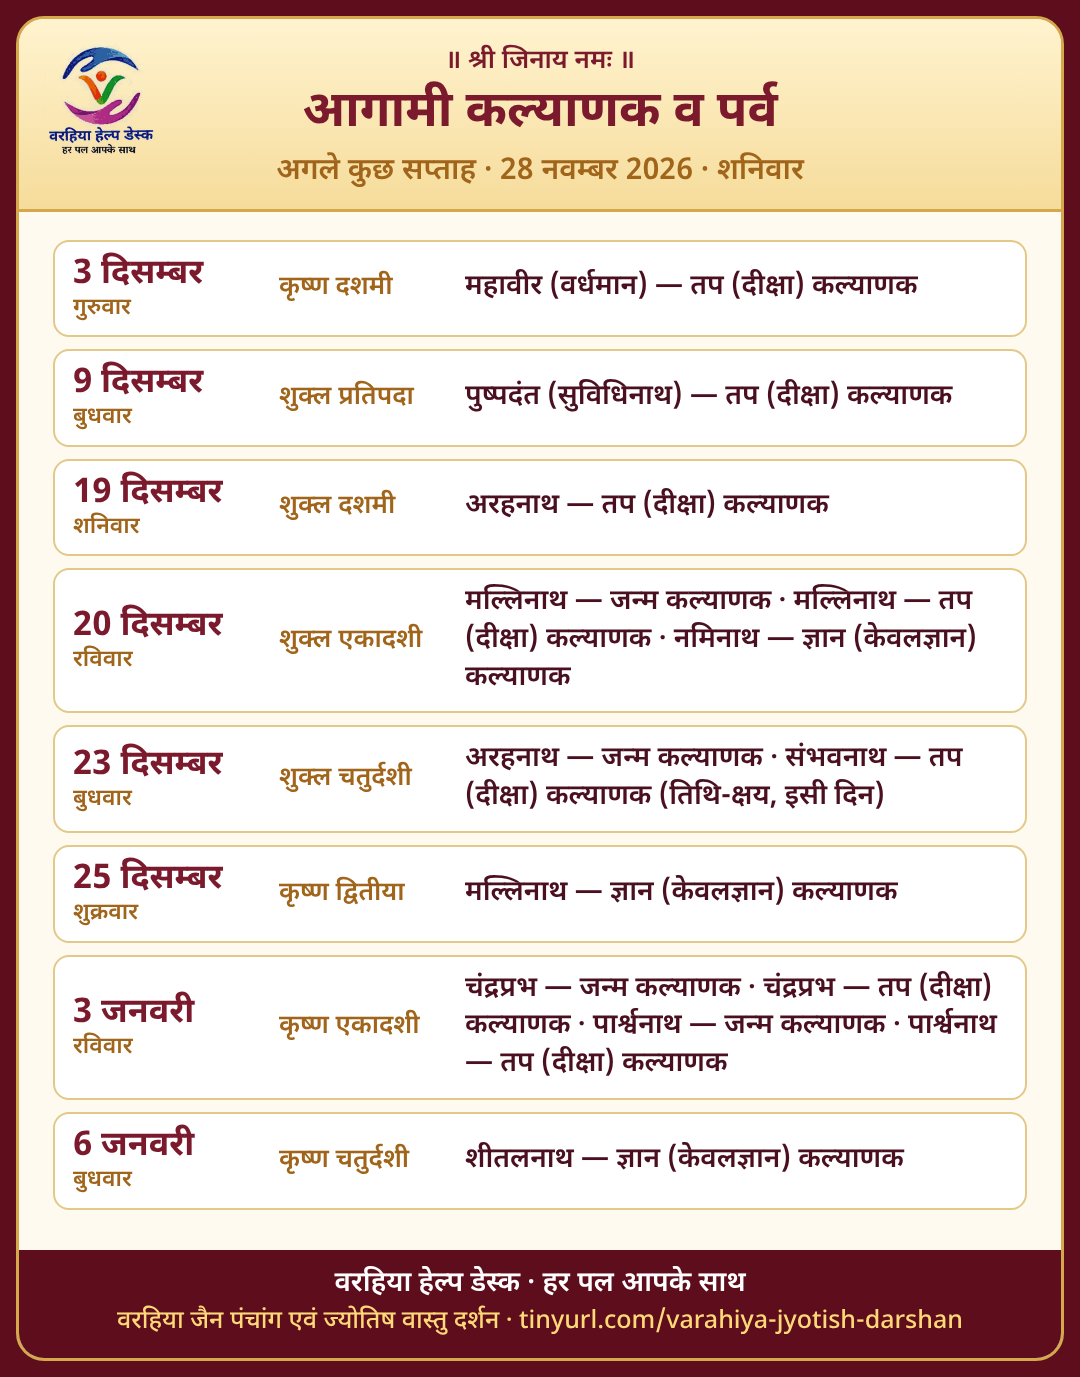 वरहिया हेल्प डेस्क
हर पल आपके साथ
॥ श्री जिनाय नमः ॥
आगामी कल्याणक व पर्व
अगले कुछ सप्ताह · 28 नवम्बर 2026 · शनिवार
3 दिसम्बर
गुरुवार
कृष्ण दशमी
महावीर (वर्धमान) — तप (दीक्षा) कल्याणक
9 दिसम्बर
बुधवार
शुक्ल प्रतिपदा
पुष्पदंत (सुविधिनाथ) — तप (दीक्षा) कल्याणक
19 दिसम्बर
शनिवार
शुक्ल दशमी
अरहनाथ — तप (दीक्षा) कल्याणक
20 दिसम्बर
रविवार
शुक्ल एकादशी
मल्लिनाथ — जन्म कल्याणक · मल्लिनाथ — तप
(दीक्षा) कल्याणक · नमिनाथ — ज्ञान (केवलज्ञान)
कल्याणक
23 दिसम्बर
बुधवार
शुक्ल चतुर्दशी
अरहनाथ — जन्म कल्याणक · संभवनाथ — तप
(दीक्षा) कल्याणक (तिथि-क्षय, इसी दिन)
25 दिसम्बर
शुक्रवार
कृष्ण द्वितीया
मल्लिनाथ — ज्ञान (केवलज्ञान) कल्याणक
3 जनवरी
रविवार
कृष्ण एकादशी
चंद्रप्रभ — जन्म कल्याणक · चंद्रप्रभ — तप (दीक्षा)
कल्याणक · पार्श्वनाथ — जन्म कल्याणक · पार्श्वनाथ
— तप (दीक्षा) कल्याणक
6 जनवरी
बुधवार
कृष्ण चतुर्दशी
शीतलनाथ — ज्ञान (केवलज्ञान) कल्याणक
वरहिया हेल्प डेस्क · हर पल आपके साथ
वरहिया जैन पंचांग एवं ज्योतिष वास्तु दर्शन · tinyurl.com/varahiya-jyotish-darshan